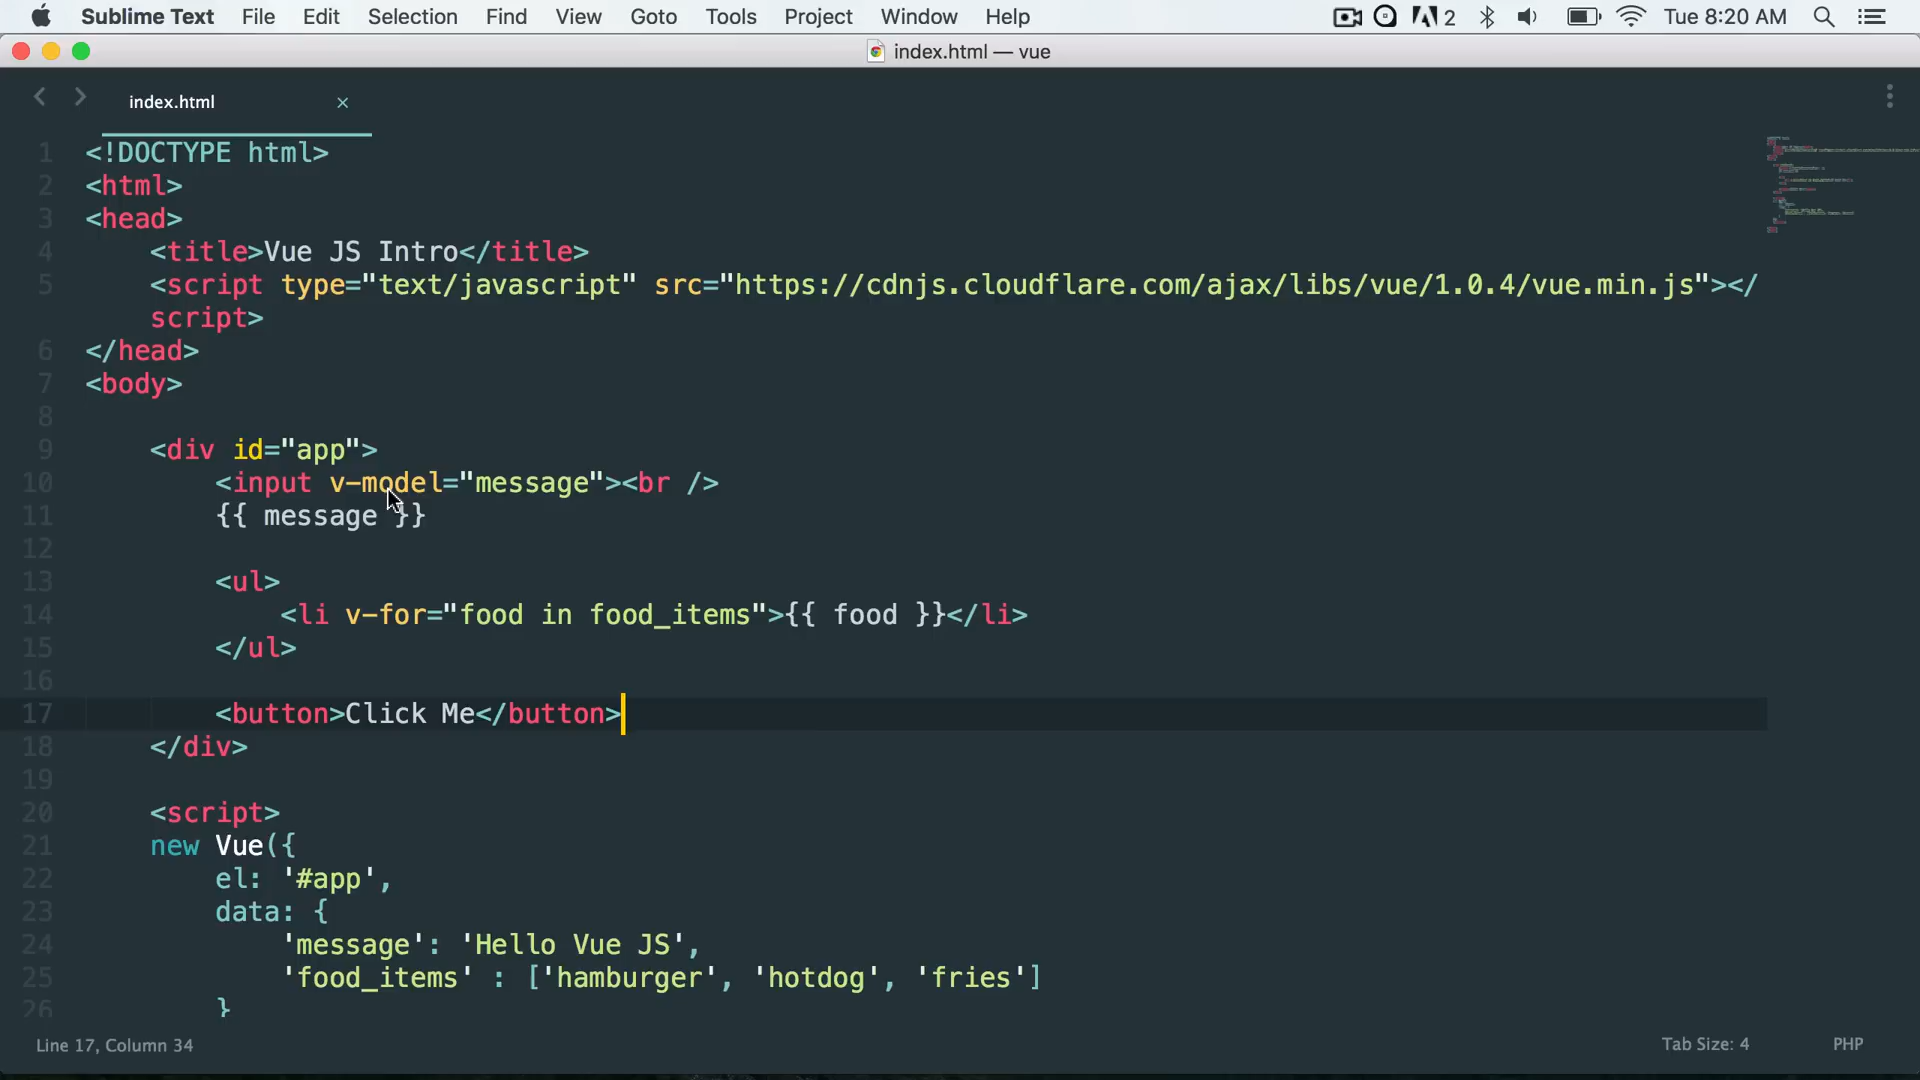 Sublime Text File Edit Selection Find View Goto Tools Project Window Help 2 Tue 8:20 AM
index.html — vue
index.html ×
1 <!DOCTYPE html>
2 <html>
3 <head>
4 <title>Vue JS Intro</title>
5 <script type="text/javascript" src="https://cdnjs.cloudflare.com/ajax/libs/vue/1.0.4/vue.min.js"></
script>
6 </head>
7 <body>
8
9 <div id="app">
10 <input v-model="message"><br />
11 {{ message }}
12
13 <ul>
14 <li v-for="food in food_items">{{ food }}</li>
15 </ul>
16
17 <button>Click Me</button>
18 </div>
19
20 <script>
21 new Vue({
22 el: '#app',
23 data: {
24 'message': 'Hello Vue JS',
25 'food_items' : ['hamburger', 'hotdog', 'fries']
26 }
Line 17, Column 34 Tab Size: 4 PHP